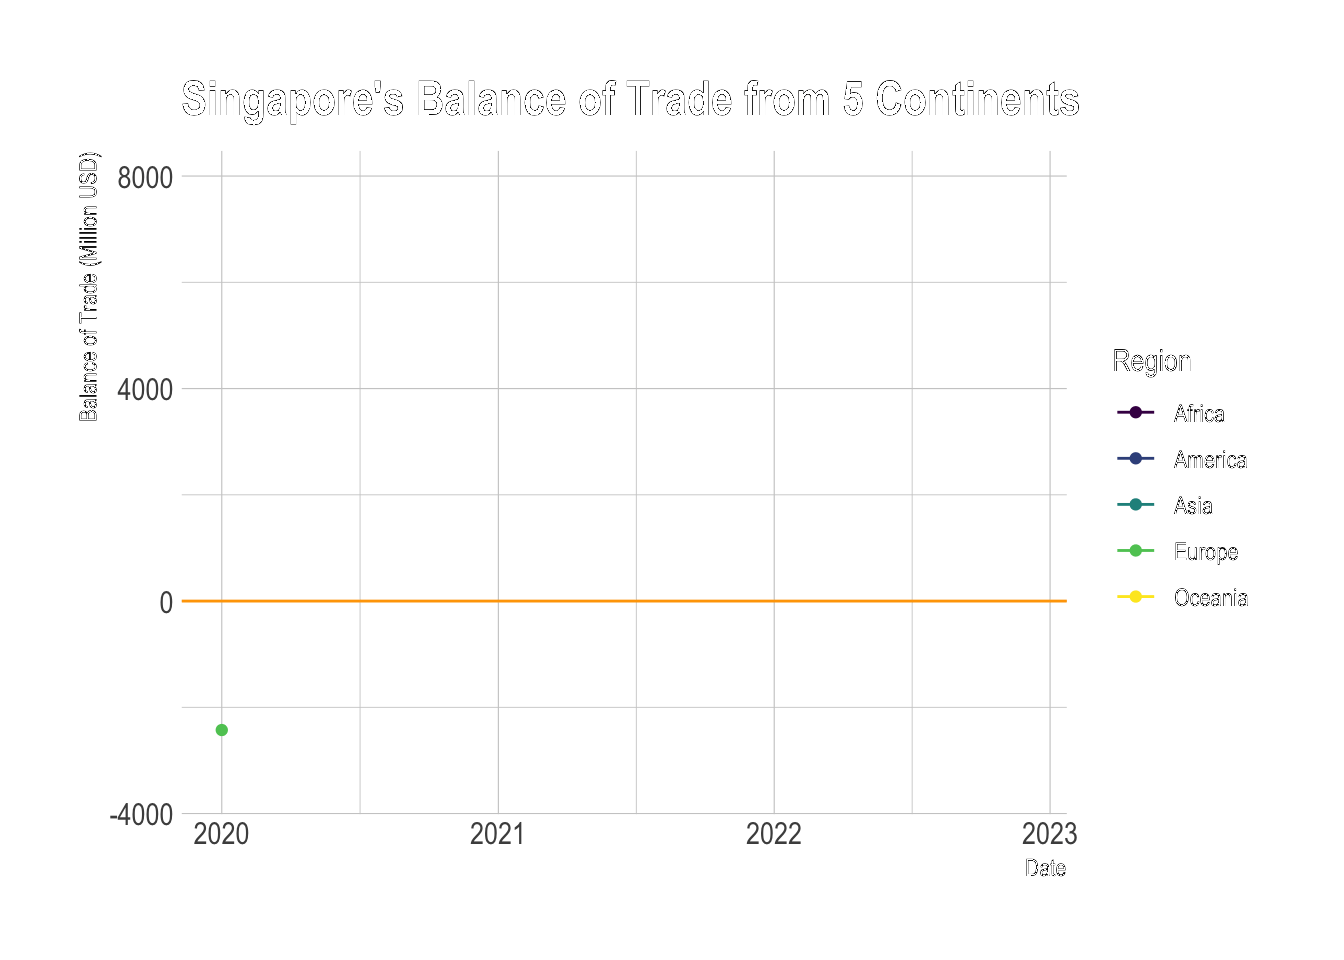 Singapore's Balance of Trade from 5 Continents
Balance of Trade (Million USD)
8000
4000
0
-4000
2020 2021 2022 2023
Date
Region
Africa
America
Asia
Europe
Oceania